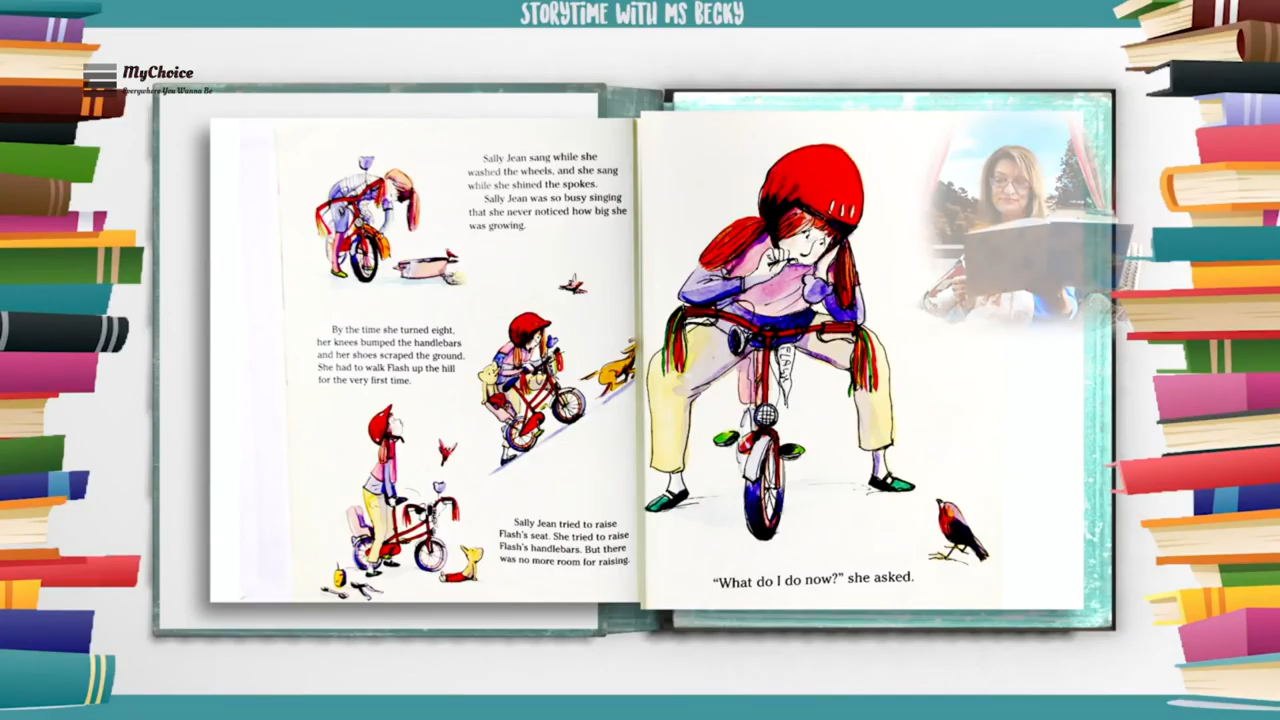 STORYTIME WITH MS BECKY
MyChoice
Everywhere You Wanna Be
Sally Jean sang while she
washed the wheels, and she sang
while she shined the spokes.
Sally Jean was so busy singing
that she never noticed how big she
was growing.
By the time she turned eight,
her knees bumped the handlebars
and her shoes scraped the ground.
She had to walk Flash up the hill
for the very first time.
Sally Jean tried to raise
Flash's seat. She tried to raise
Flash's handlebars. But there
was no more room for raising.
"What do I do now?" she asked.